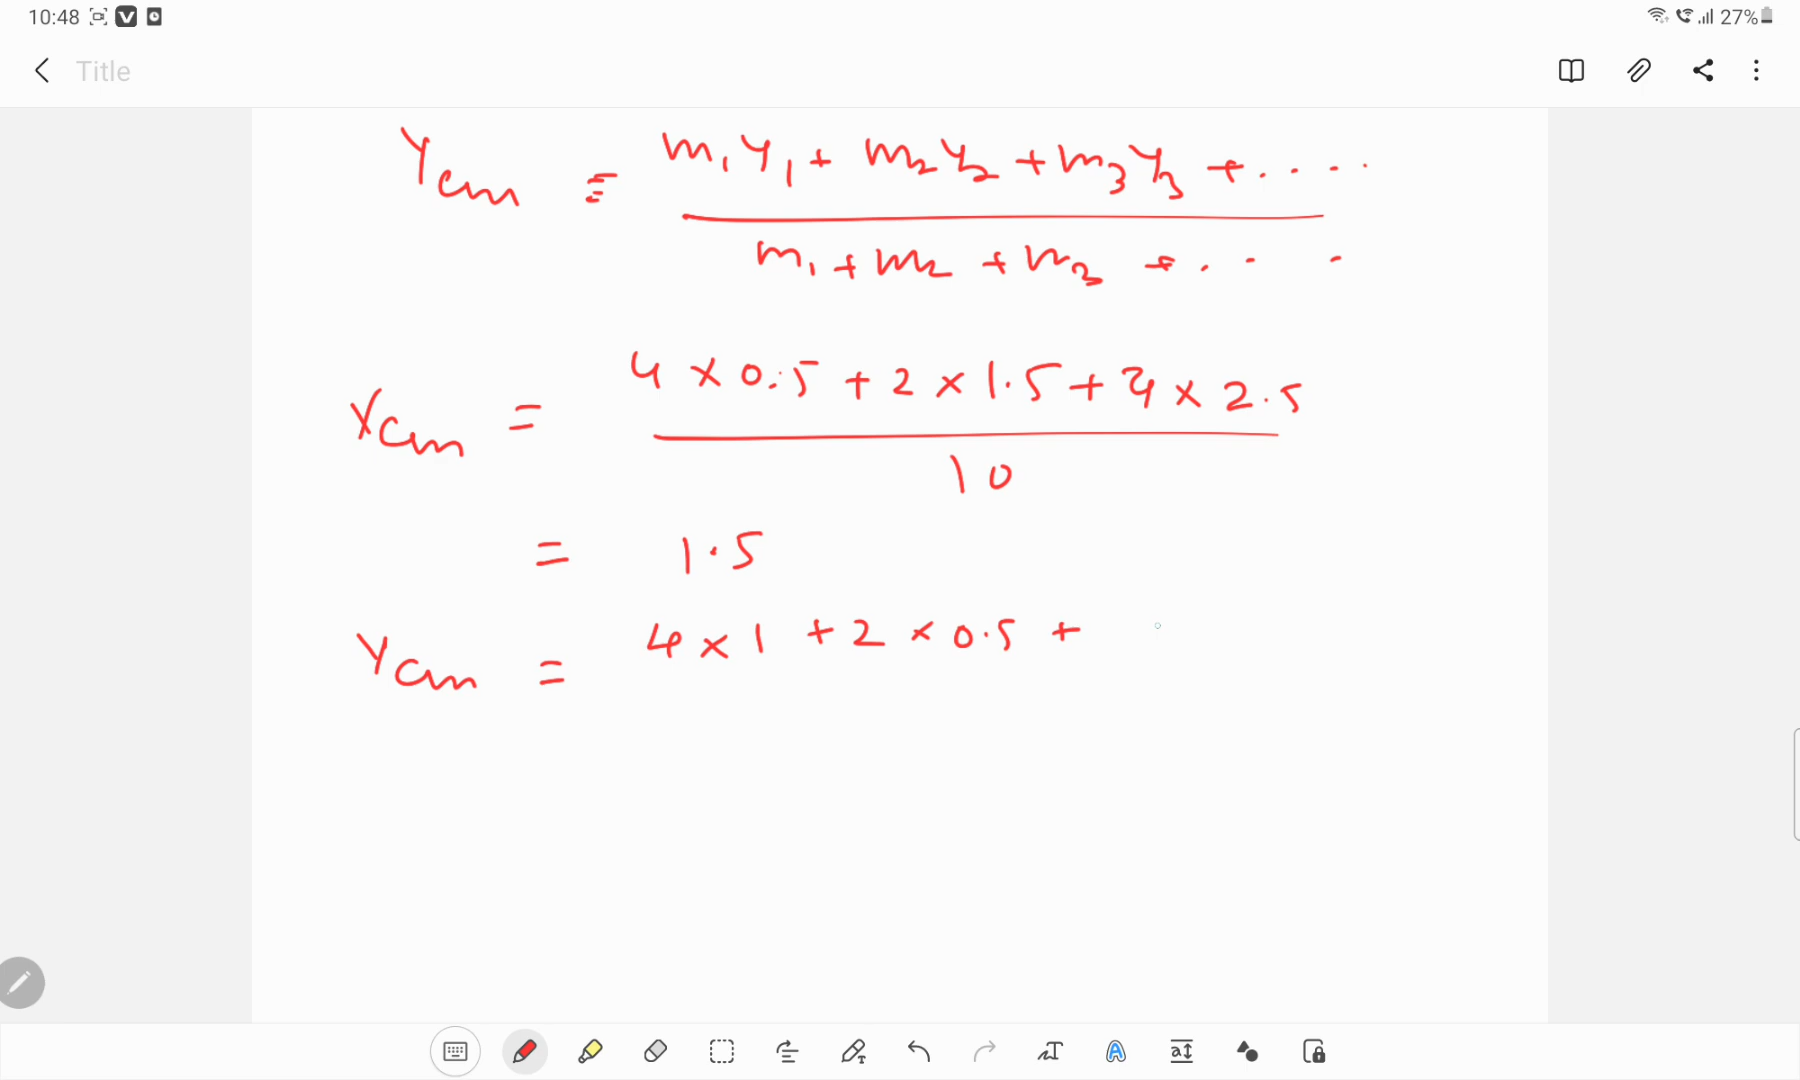 10:48 27%
Title
Ycm = m1y1 + m2y2 + m3y3 + ....
m1 + m2 + m3 + . . .
Xcm = 4 x 0.5 + 2 x 1.5 + 4 x 2.5
10
= 1.5
Ycm = 4 x 1 + 2 x 0.5 +